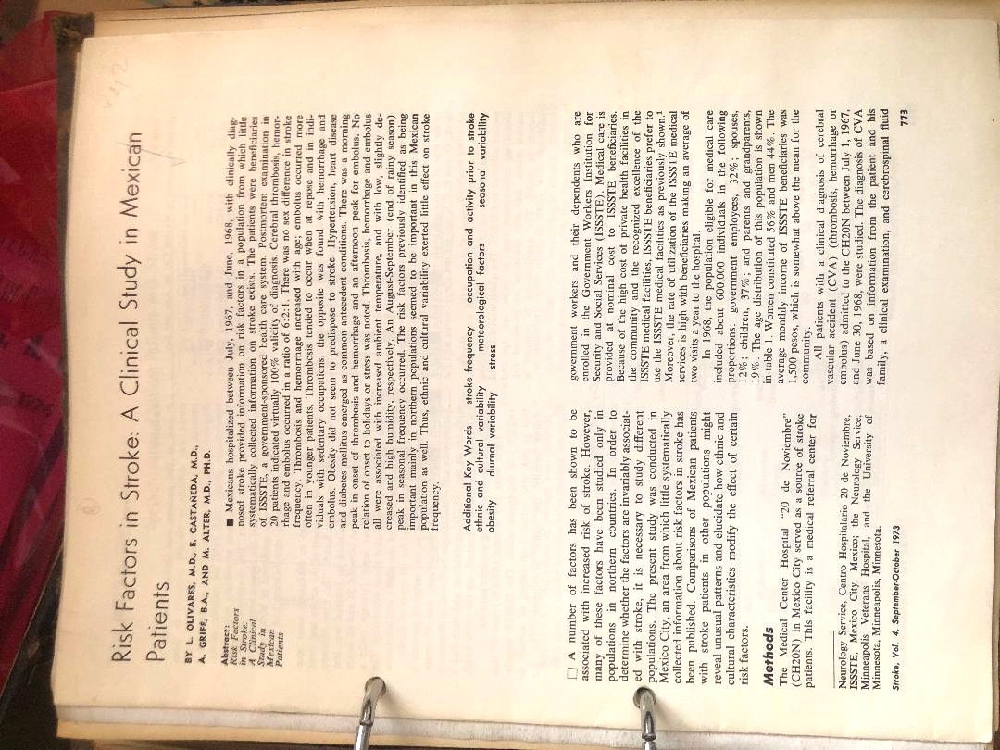 Risk Factors in Stroke: A Clinical Study in Mexican
Patients
BY L. OLIVARES, M.D., E. CASTANEDA, M.D.,
A. GRIFE, B.A., AND M. ALTER, M.D., PH.D.
Abstract:
Risk Factors
in Stroke:
A Clinical
Study in
Mexican
Patients
■ Mexicans hospitalized between July, 1967, and June, 1968, with clinically diag-
nosed stroke provided information on risk factors in a population from which little
systematically collected information on stroke exists. The patients were beneficiaries
of ISSSTE, a government-sponsored health care system. Postmortem examination in
20 patients indicated virtually 100% validity of diagnosis. Cerebral thrombosis, hemor-
rhage and embolus occurred in a ratio of 6:2:1. There was no sex difference in stroke
frequency. Thrombosis and hemorrhage increased with age; embolus occurred more
often in younger patients. Thrombosis tended to occur when at repose and in indi-
viduals with sedentary occupations; the opposite was found with hemorrhage and
embolus. Obesity did not seem to predispose to stroke. Hypertension, heart disease
and diabetes mellitus emerged as common antecedent conditions. There was a morning
peak in onset of thrombosis and hemorrhage and an afternoon peak for embolus. No
relation of onset to holidays or stress was noted. Thrombosis, hemorrhage and embolus
all were associated with increased ambient temperature, and with low, slightly de-
creased and high humidity, respectively. An August-September (end of rainy season)
peak in seasonal frequency occurred. The risk factors previously identified as being
important mainly in northern populations seemed to be important in this Mexican
population as well. Thus, ethnic and cultural variability exerted little effect on stroke
frequency.
Additional Key Words stroke frequency occupation and activity prior to stroke
ethnic and cultural variability meteorological factors seasonal variability
obesity diurnal variability stress
□ A number of factors has been shown to be
associated with increased risk of stroke. However,
many of these factors have been studied only in
populations in northern countries. In order to
determine whether the factors are invariably associat-
ed with stroke, it is necessary to study different
populations. The present study was conducted in
Mexico City, an area from which little systematically
collected information about risk factors in stroke has
been published. Comparisons of Mexican patients
with stroke patients in other populations might
reveal unusual patterns and elucidate how ethnic and
cultural characteristics modify the effect of certain
risk factors.
Methods
The Medical Center Hospital "20 de Noviembre"
(CH20N) in Mexico City served as a source of stroke
patients. This facility is a medical referral center for
Neurology Service, Centro Hospitalario 20 de Noviembre,
ISSSTE, Mexico City, Mexico; the Neurology Service,
Minneapolis Veterans Hospital, and the University of
Minnesota, Minneapolis, Minnesota.
government workers and their dependents who are
enrolled in the Government Workers Institution for
Security and Social Services (ISSSTE). Medical care is
provided at nominal cost to ISSSTE beneficiaries.
Because of the high cost of private health facilities in
the community and the recognized excellence of the
ISSSTE medical facilities, ISSSTE beneficiaries prefer to
use the ISSSTE medical facilities as previously shown.¹
Moreover, the rate of utilization of the ISSSTE medical
services is high with beneficiaries making an average of
two visits a year to the hospital.
In 1968, the population eligible for medical care
included about 600,000 individuals in the following
proportions: government employees, 32%; spouses,
12%; children, 37%; and parents and grandparents,
19%. The age distribution of this population is shown
in table 1. Women constituted 56% and men 44%. The
average monthly income of ISSSTE beneficiaries was
1,500 pesos, which is somewhat above the mean for the
community.
All patients with a clinical diagnosis of cerebral
vascular accident (CVA) (thrombosis, hemorrhage or
embolus) admitted to the CH20N between July 1, 1967,
and June 30, 1968, were studied. The diagnosis of CVA
was based on information from the patient and his
family, a clinical examination, and cerebrospinal fluid
Stroke, Vol. 4, September-October 1973
773